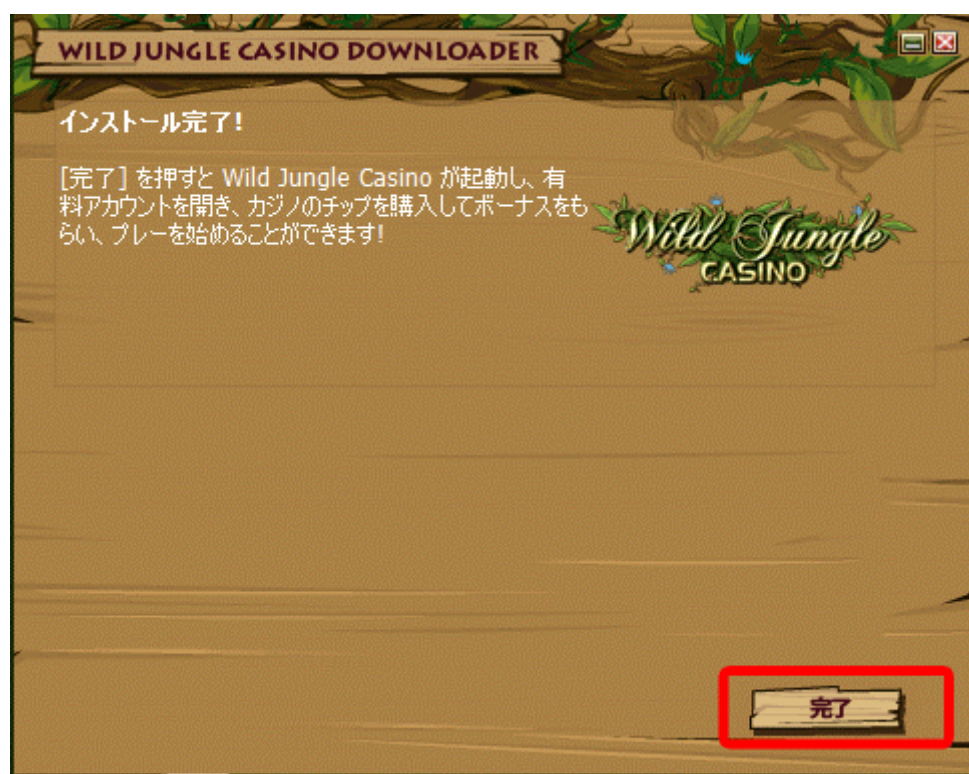 WILD JUNGLE CASINO DOWNLOADER
インストール完了!
[完了] を押すと Wild Jungle Casino が起動し、有
料アカウントを開き、カジノのチップを購入してボーナスをも
らい、プレーを始めることができます!
Wild Jungle
CASINO
完了